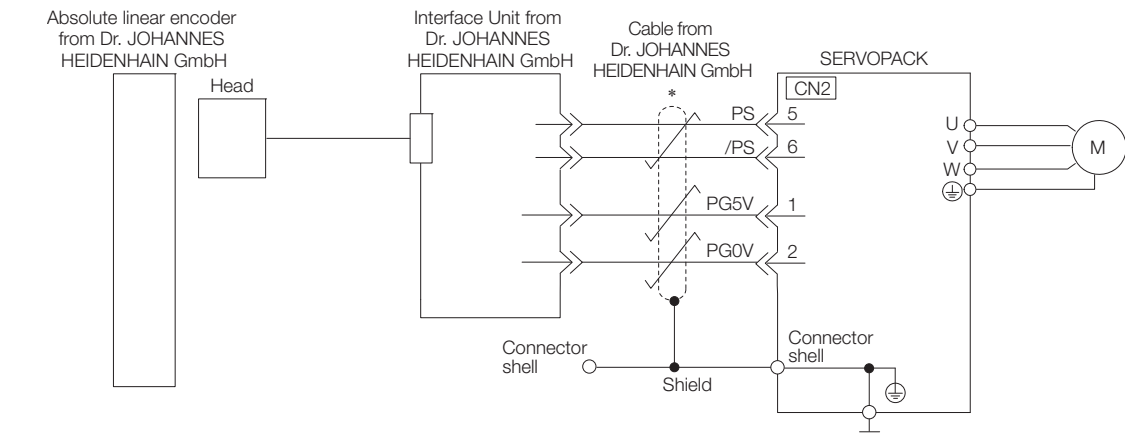 Absolute linear encoder
from Dr. JOHANNES
HEIDENHAIN GmbH
Head
Interface Unit from
Dr. JOHANNES
HEIDENHAIN GmbH
Cable from
Dr. JOHANNES
HEIDENHAIN GmbH
*
SERVOPACK
CN2
PS 5
/PS 6
PG5V 1
PG0V 2
U
V
W
M
Connector
shell
Shield
Connector
shell